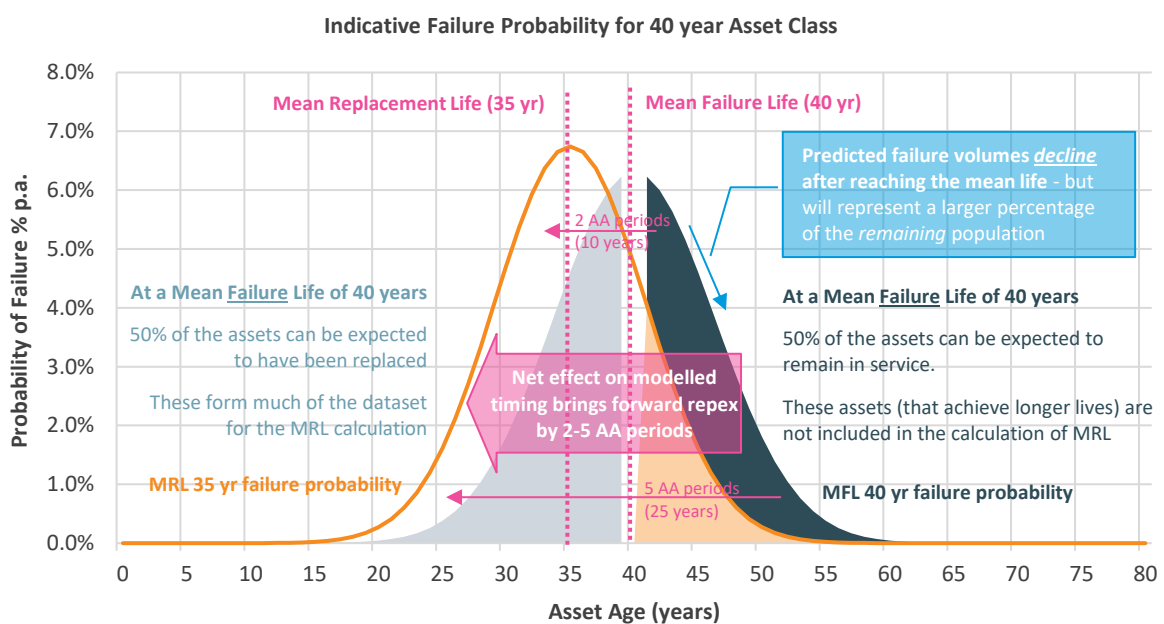 Indicative Failure Probability for 40 year Asset Class
8.0%
7.0%
6.0%
5.0%
4.0%
3.0%
2.0%
1.0%
0.0%
Probability of Failure % p.a.
Mean Replacement Life (35 yr)
Mean Failure Life (40 yr)
Predicted failure volumes decline
after reaching the mean life - but
will represent a larger percentage
of the remaining population
2 AA periods
(10 years)
At a Mean Failure Life of 40 years
50% of the assets can be expected
to have been replaced
These form much of the dataset
for the MRL calculation
Net effect on modelled
timing brings forward repex
by 2-5 AA periods
At a Mean Failure Life of 40 years
50% of the assets can be expected to
remain in service.
These assets (that achieve longer lives) are
not included in the calculation of MRL
MRL 35 yr failure probability
5 AA periods
(25 years)
MFL 40 yr failure probability
0 5 10 15 20 25 30 35 40 45 50 55 60 65 70 75 80
Asset Age (years)